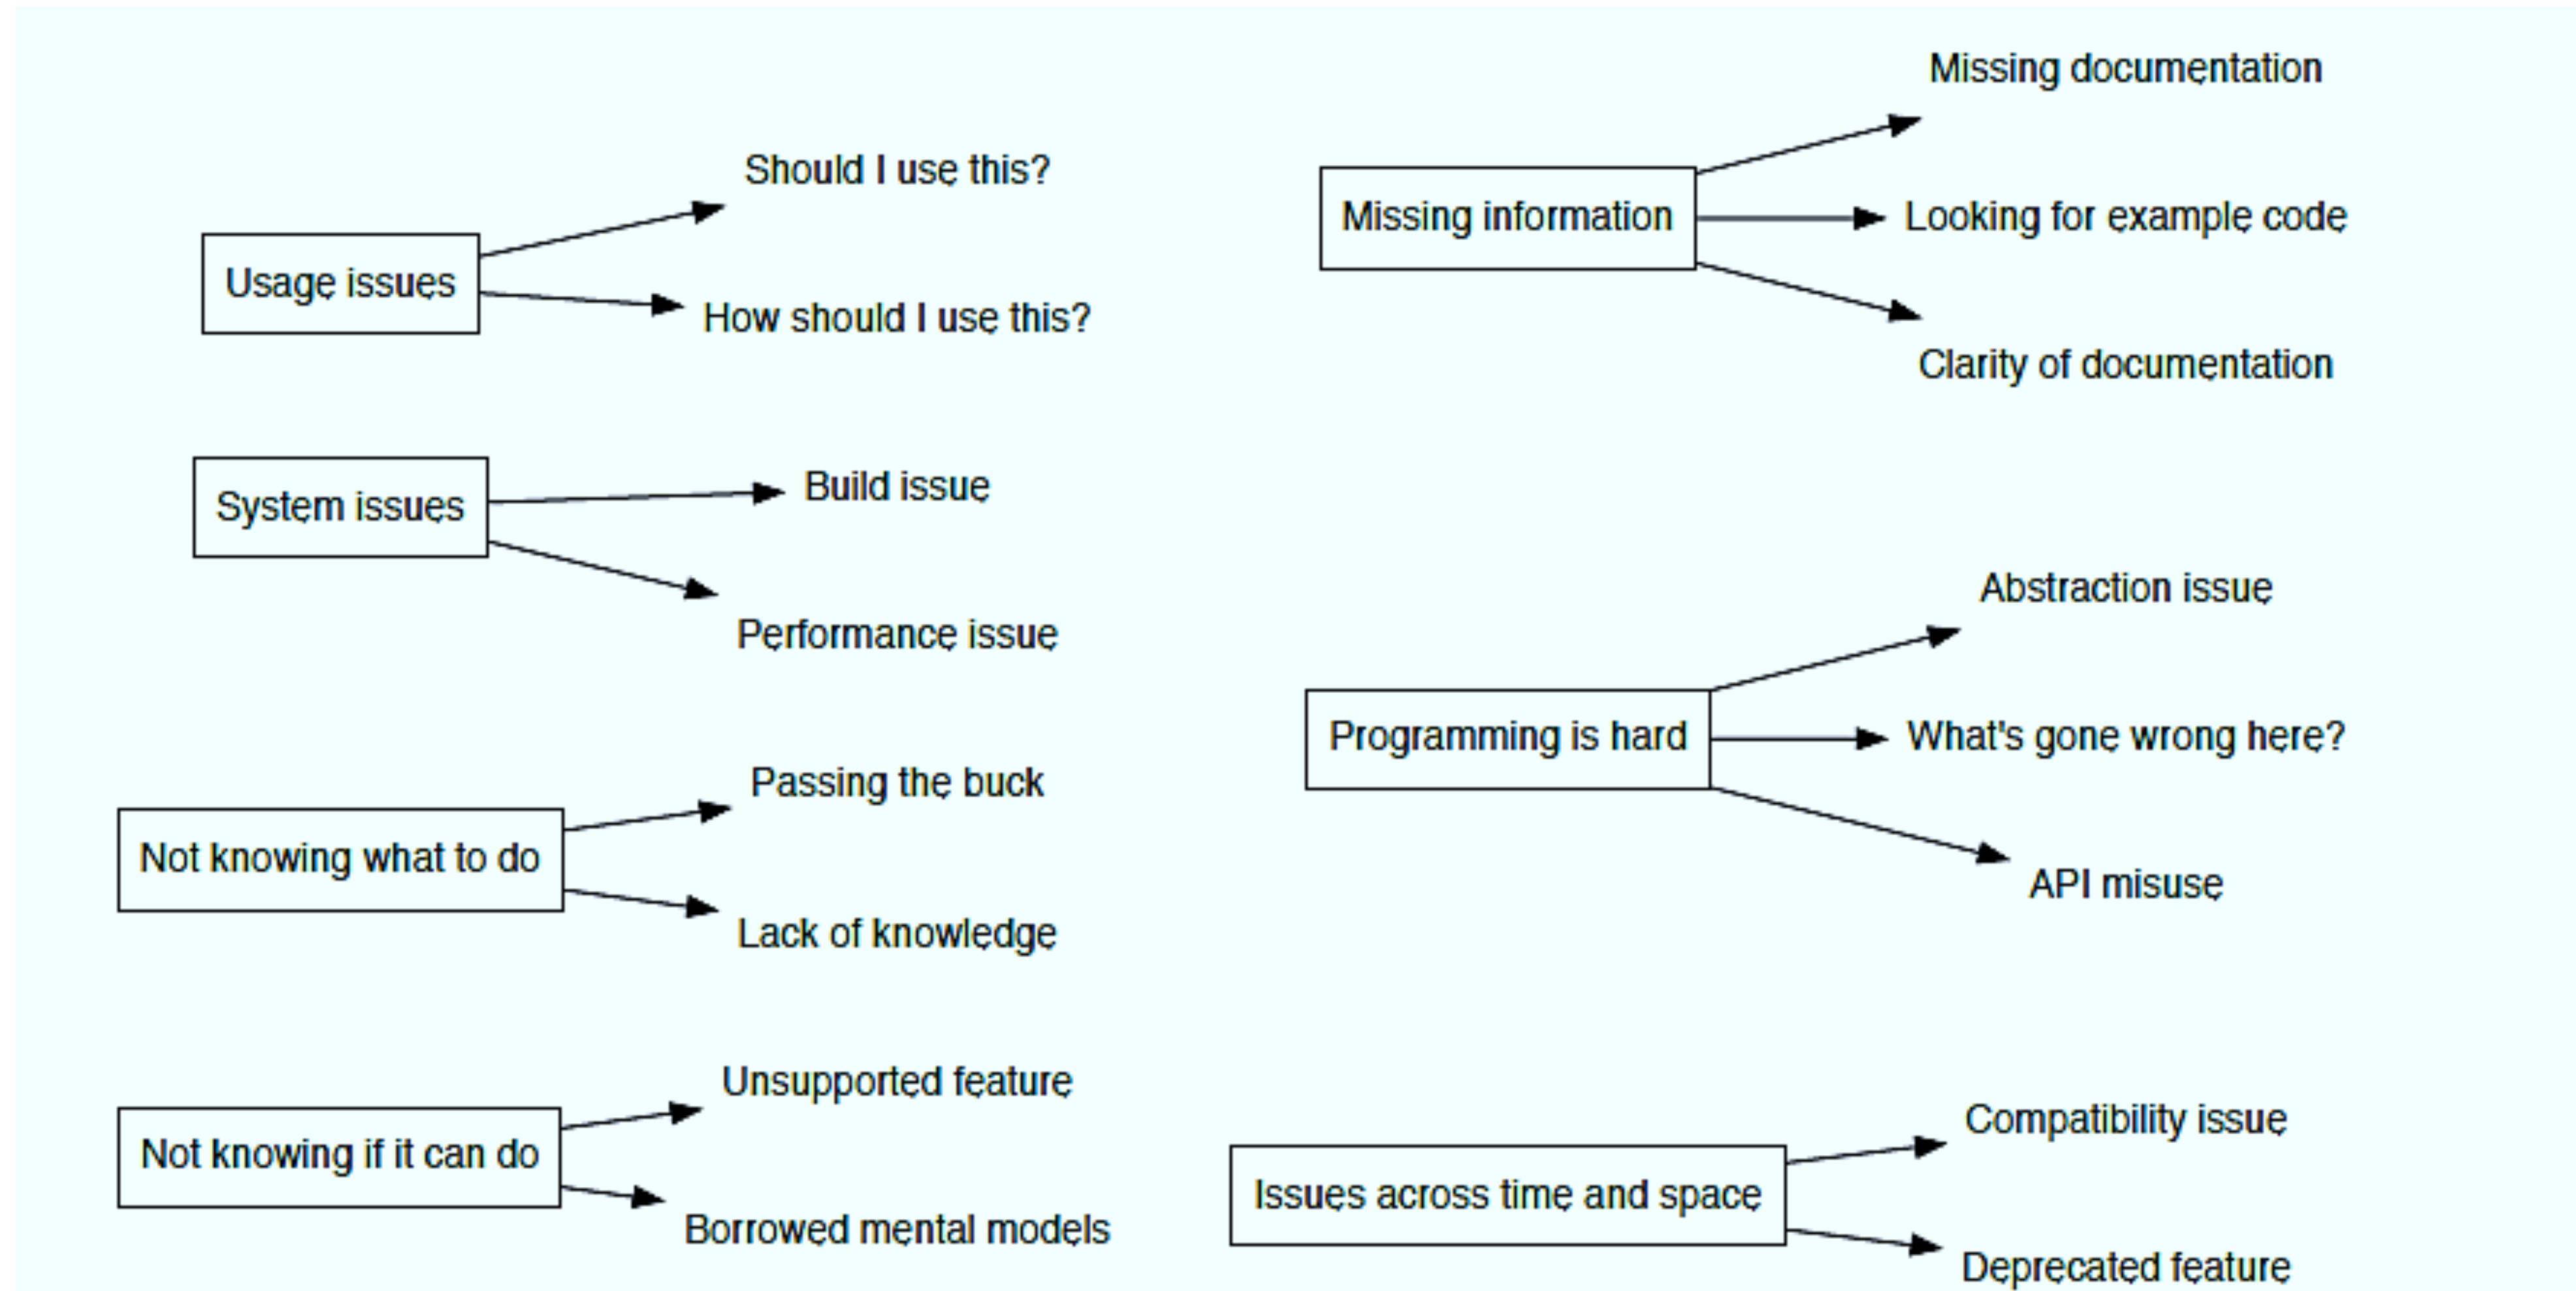 Usage issues
Should I use this?
How should I use this?
System issues
Build issue
Performance issue
Not knowing what to do
Passing the buck
Lack of knowledge
Not knowing if it can do
Unsupported feature
Borrowed mental models
Missing information
Missing documentation
Looking for example code
Clarity of documentation
Programming is hard
Abstraction issue
What's gone wrong here?
API misuse
Issues across time and space
Compatibility issue
Deprecated feature